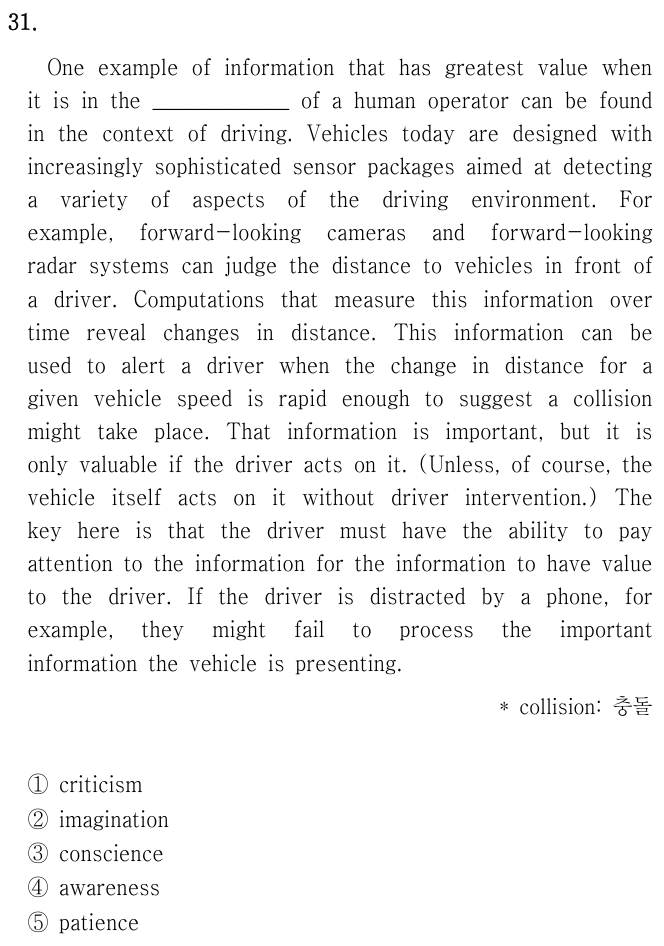 31.
One example of information that has greatest value when
it is in the ____________ of a human operator can be found
in the context of driving. Vehicles today are designed with
increasingly sophisticated sensor packages aimed at detecting
a variety of aspects of the driving environment. For
example, forward-looking cameras and forward-looking
radar systems can judge the distance to vehicles in front of
a driver. Computations that measure this information over
time reveal changes in distance. This information can be
used to alert a driver when the change in distance for a
given vehicle speed is rapid enough to suggest a collision
might take place. That information is important, but it is
only valuable if the driver acts on it. (Unless, of course, the
vehicle itself acts on it without driver intervention.) The
key here is that the driver must have the ability to pay
attention to the information for the information to have value
to the driver. If the driver is distracted by a phone, for
example, they might fail to process the important
information the vehicle is presenting.
* collision: 충돌
① criticism
② imagination
③ conscience
④ awareness
⑤ patience